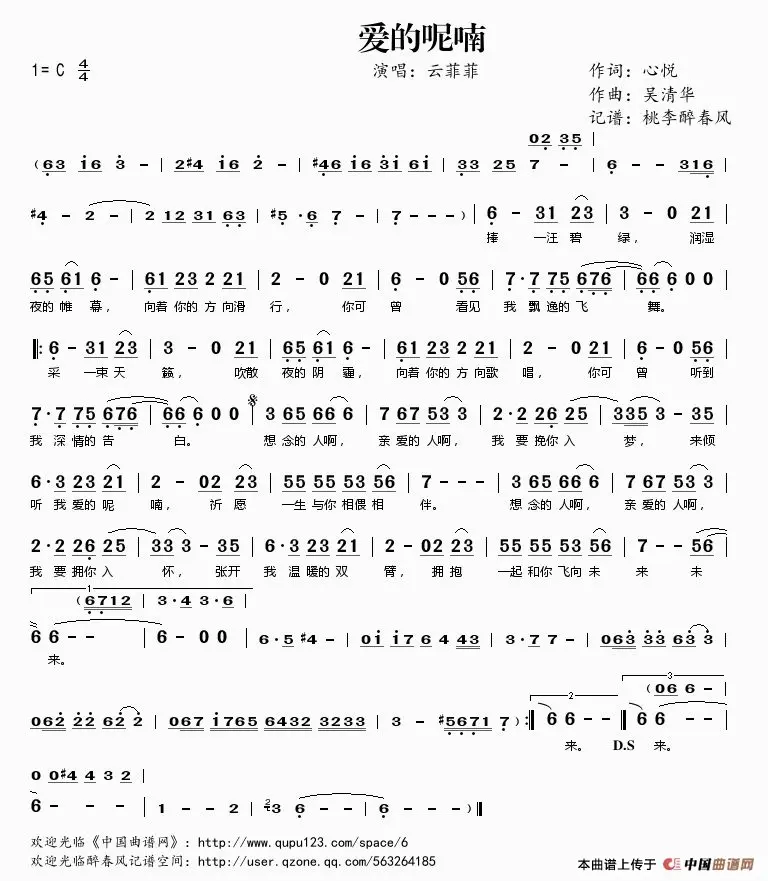 爱的呢喃
1= C 4/4
演唱：云菲菲
作词：心悦
作曲：吴清华
记谱：桃李醉春风
02 35 |
（63 i6 3 - | 2#4 i6 2 - | #46 i6 3i 6i | 33 25 7 - | 6 - - 316 |
#4 - 2 - | 2 12 31 63 | #5 · 6 7 - | 7 - - - ）| 6 - 31 23 | 3 - 0 21 |
捧 一汪 碧 绿， 润湿
65 61 6 - | 61 23 2 21 | 2 - 0 21 | 6 - 0 56 | 7 · 7 75 676 | 66 6 0 0 |
夜的 帷 幕， 向着 你的 方 向滑 行， 你可 曾 看见 我 飘 逸的 飞 舞。
‖: 6 - 31 23 | 3 - 0 21 | 65 61 6 - | 61 23 2 21 | 2 - 0 21 | 6 - 0 55 |
采 一束 天 籁， 吹散 夜的 阴 霾， 向着 你的 方 向歌 唱， 你可 曾 听到
7 · 7 75 676 | 66 6 0 0 | 3 65 66 6 | 7 67 53 3 | 2 · 2 26 25 | 335 3 - 35 |
我 深 情的 告 白。 想 念的 人啊， 亲 爱的 人啊， 我 要 挽你 入 梦， 来倾
6 · 3 23 21 | 2 - 02 23 | 55 55 53 56 | 7 - - - | 3 65 66 6 | 7 67 53 3 |
听 我 爱的 呢 喃， 祈 愿 一生 与你 相偎 相 伴。 想 念的 人啊， 亲 爱的 人啊，
2 · 2 26 25 | 33 3 - 35 | 6 · 3 23 21 | 2 - 02 23 | 55 55 53 56 | 7 - - 56 |
我 要 拥你 入 怀， 张开 我 温 暖的 双 臂， 拥 抱 一起 和你 飞向 未 来 未
1
（6712 | 3 · 4 3 · 6 |
6 6 - - | 6 - 0 0 | 6 · 5 #4 - | 0i i7 6 4 43 | 3 · 7 7 - | 063 33 63 3 |
来。
3
（06 6 - |
2
062 22 62 2 | 067 i765 6432 3233 | 3 - #5671 7 ）:‖ 6 6 - - ‖ 6 6 - - |
来。 D.S 来。
0 0#4 4 3 2 |
6 - - - | 1 - - 2 | 3 6 - - | 6 - - - ）‖
欢迎光临《中国曲谱网》：http://www.qupu123.com/space/6
欢迎光临醉春风记谱空间：http://user.qzone.qq.com/563264185
本曲谱上传于 中国曲谱网